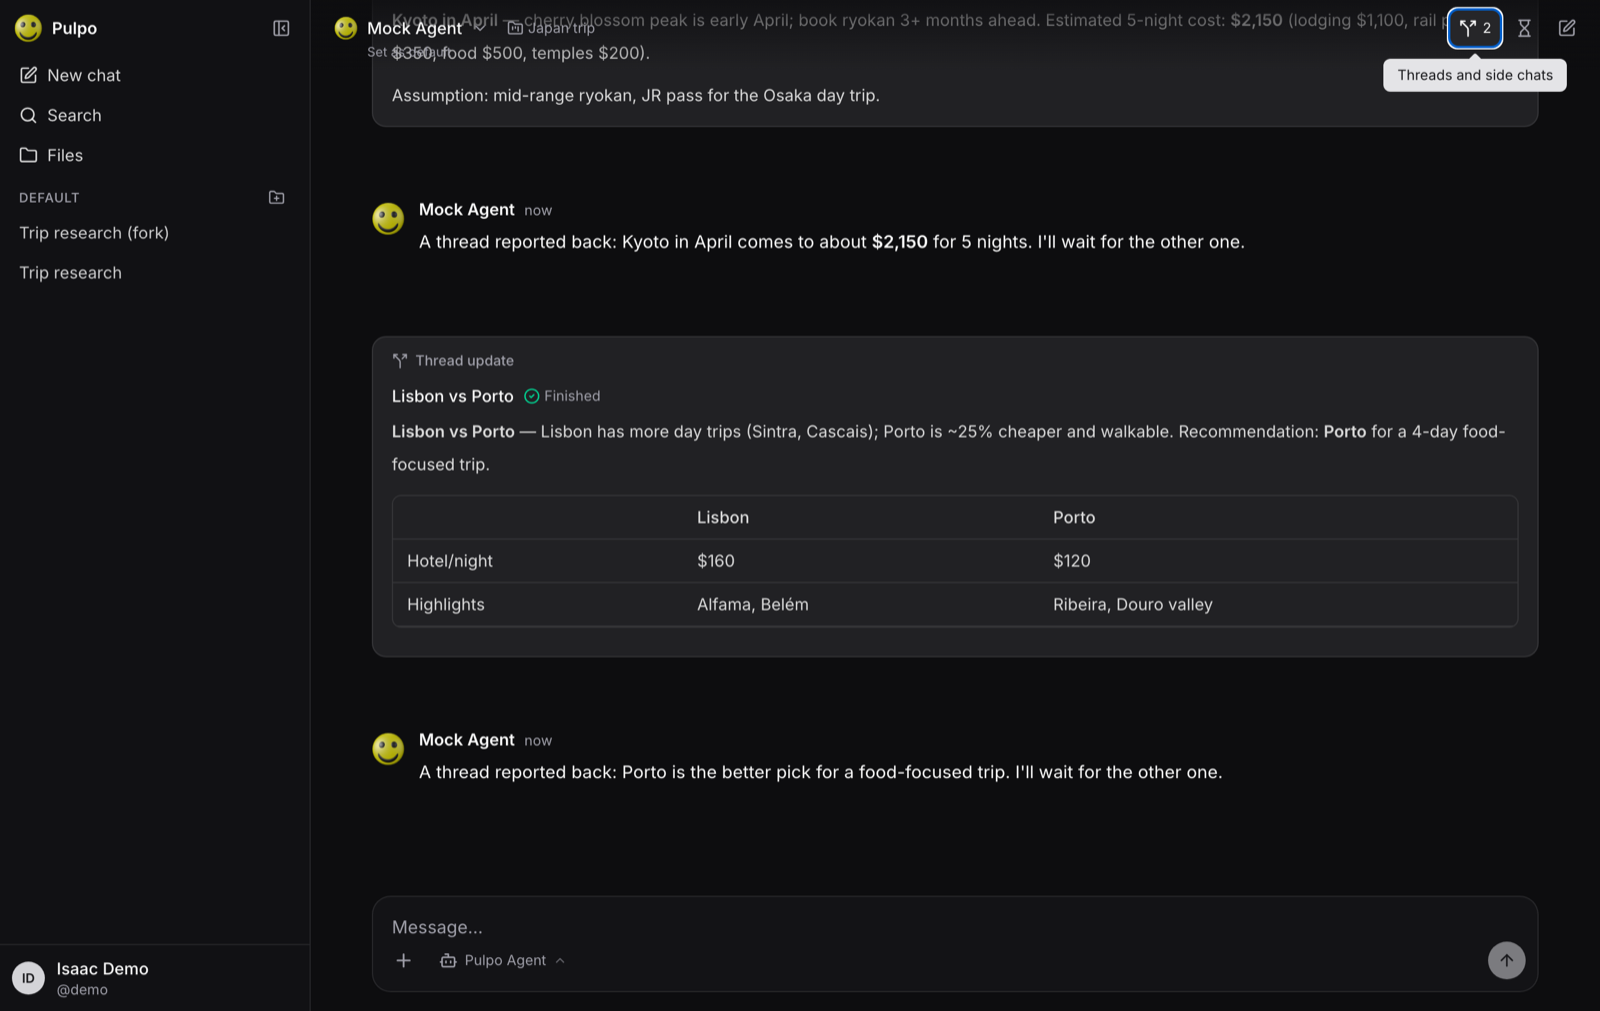 Pulpo
New chat
Search
Files
DEFAULT
Trip research (fork)
Trip research
ID
Isaac Demo
@demo
Mock Agent
Japan trip
Set as default
2
Threads and side chats
Kyoto in April — cherry blossom peak is early April; book ryokan 3+ months ahead. Estimated 5-night cost: $2,150 (lodging $1,100, rail
$350, food $500, temples $200).
Assumption: mid-range ryokan, JR pass for the Osaka day trip.
Mock Agent now
A thread reported back: Kyoto in April comes to about $2,150 for 5 nights. I'll wait for the other one.
Thread update
Lisbon vs Porto Finished
Lisbon vs Porto — Lisbon has more day trips (Sintra, Cascais); Porto is ~25% cheaper and walkable. Recommendation: Porto for a 4-day food-
focused trip.
Lisbon Porto
Hotel/night $160 $120
Highlights Alfama, Belém Ribeira, Douro valley
Mock Agent now
A thread reported back: Porto is the better pick for a food-focused trip. I'll wait for the other one.
Message...
Pulpo Agent